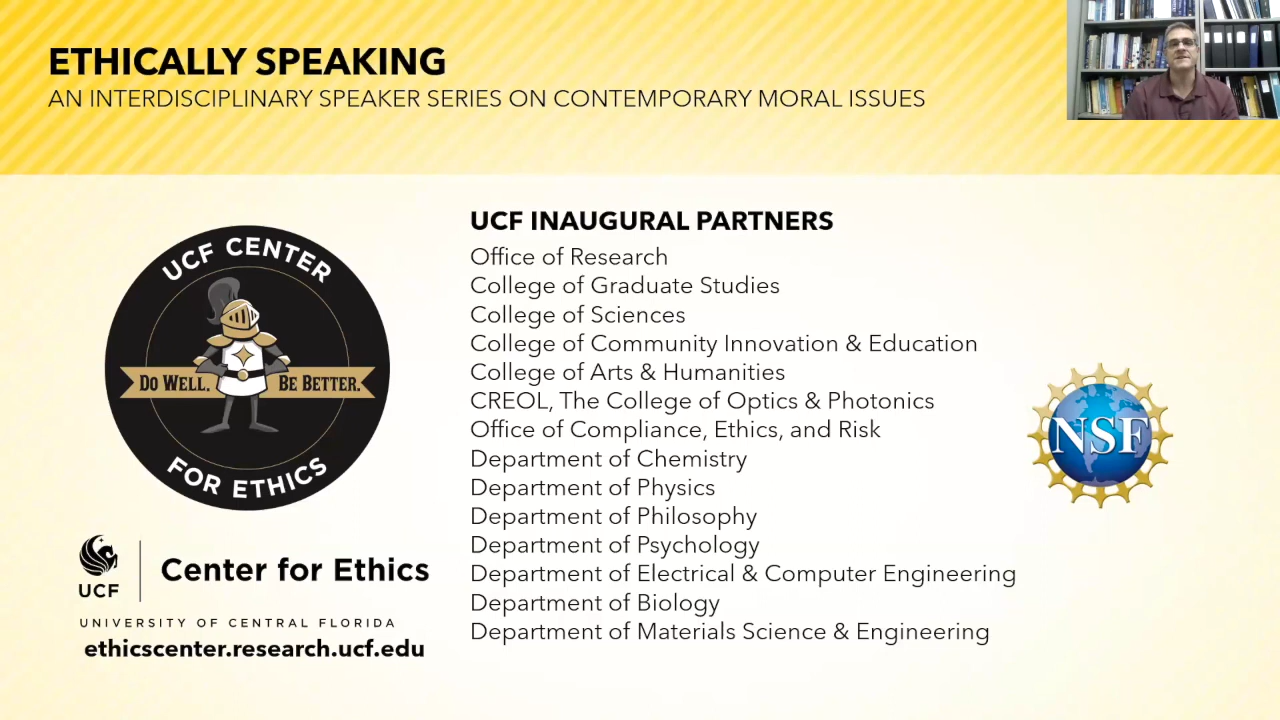 ETHICALLY SPEAKING
AN INTERDISCIPLINARY SPEAKER SERIES ON CONTEMPORARY MORAL ISSUES
UCF CENTER
DO WELL. BE BETTER.
FOR ETHICS
UCF
Center for Ethics
UNIVERSITY OF CENTRAL FLORIDA
ethicscenter.research.ucf.edu
UCF INAUGURAL PARTNERS
Office of Research
College of Graduate Studies
College of Sciences
College of Community Innovation & Education
College of Arts & Humanities
CREOL, The College of Optics & Photonics
Office of Compliance, Ethics, and Risk
Department of Chemistry
Department of Physics
Department of Philosophy
Department of Psychology
Department of Electrical & Computer Engineering
Department of Biology
Department of Materials Science & Engineering
NSF